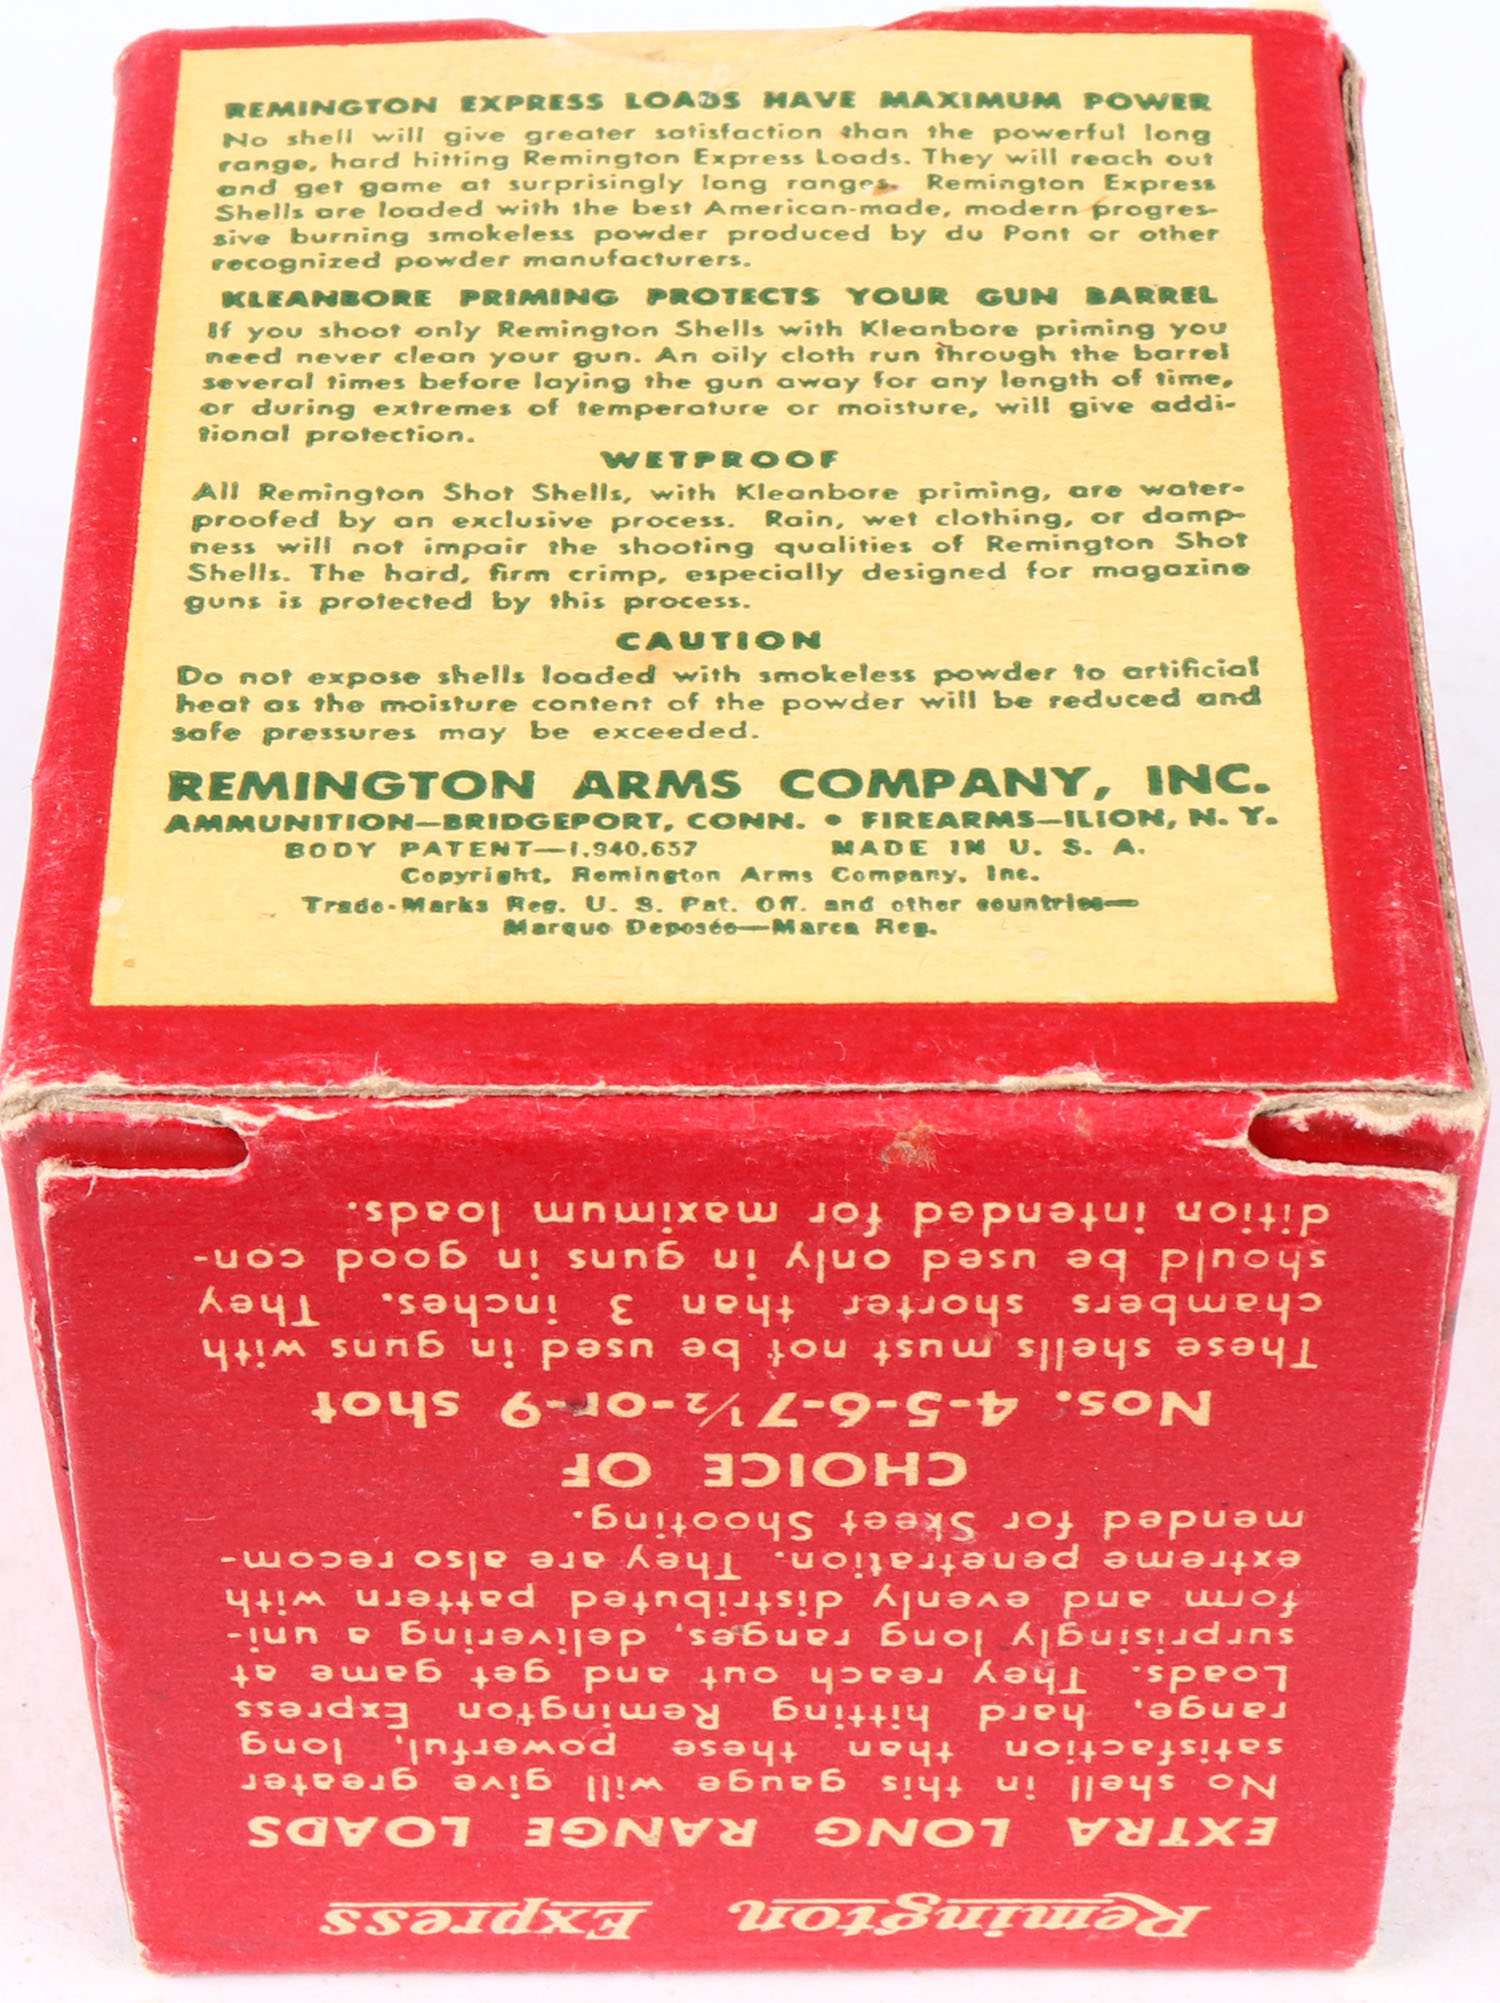 REMINGTON EXPRESS LOADS HAVE MAXIMUM POWER
No shell will give greater satisfaction than the powerful long
range, hard hitting Remington Express Loads. They will reach out
and get game at surprisingly long ranges. Remington Express
Shells are loaded with the best American-made, modern progres-
sive burning smokeless powder produced by du Pont or other
recognized powder manufacturers.
KLEANBORE PRIMING PROTECTS YOUR GUN BARREL
If you shoot only Remington Shells with Kleanbore priming you
need never clean your gun. An oily cloth run through the barrel
several times before laying the gun away for any length of time,
or during extremes of temperature or moisture, will give addi-
tional protection.
WETPROOF
All Remington Shot Shells, with Kleanbore priming, are water-
proofed by an exclusive process. Rain, wet clothing, or damp-
ness will not impair the shooting qualities of Remington Shot
Shells. The hard, firm crimp, especially designed for magazine
guns is protected by this process.
CAUTION
Do not expose shells loaded with smokeless powder to artificial
heat as the moisture content of the powder will be reduced and
safe pressures may be exceeded.
REMINGTON ARMS COMPANY, INC.
AMMUNITION—BRIDGEPORT, CONN. • FIREARMS—ILION, N. Y.
BODY PATENT—1,940,657 MADE IN U. S. A.
Copyright, Remington Arms Company, Inc.
Trade-Marks Reg. U. S. Pat. Off. and other countries—
Marque Deposée—Marca Reg.
Remington Express
EXTRA LONG RANGE LOADS
No shell in this gauge will give greater
satisfaction than these powerful, long
range, hard hitting Remington Express
Loads. They reach out and get game at
surprisingly long ranges, delivering a uni-
form and evenly distributed pattern with
extreme penetration. They are also recom-
mended for Skeet Shooting.
CHOICE OF
Nos. 4-5-6-7½-or-9 shot
These shells must not be used in guns with
chambers shorter than 3 inches. They
should be used only in guns in good con-
dition intended for maximum loads.